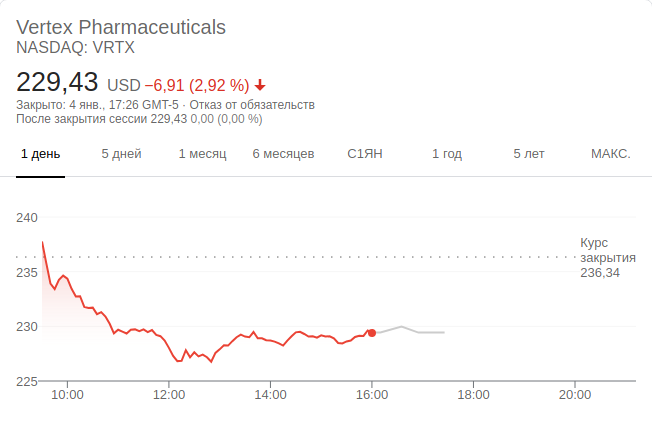 Vertex Pharmaceuticals
NASDAQ: VRTX
229,43 USD −6,91 (2,92 %)
Закрыто: 4 янв., 17:26 GMT-5 · Отказ от обязательств
После закрытия сессии 229,43 0,00 (0,00 %)
1 день 5 дней 1 месяц 6 месяцев С1ЯН 1 год 5 лет МАКС.
240
Курс
закрытия
236,34
235
230
225
10:00 12:00 14:00 16:00 18:00 20:00